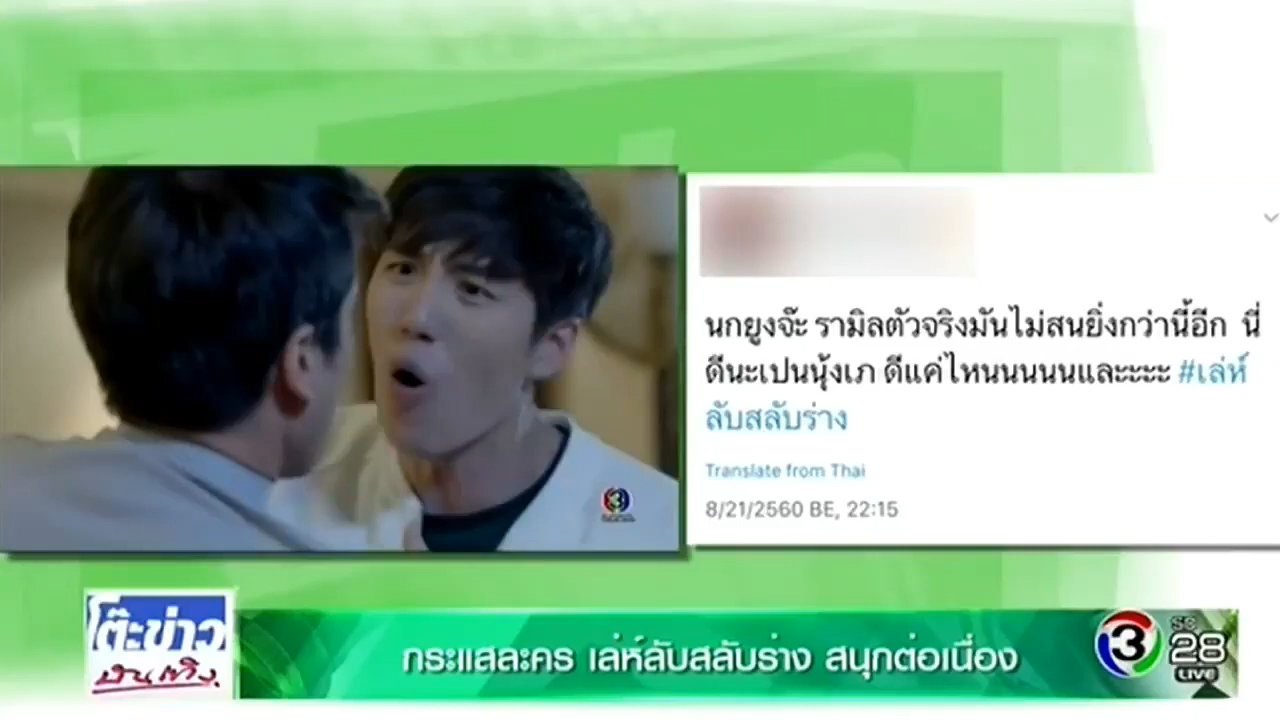 นกยูงจ๊ะ รามิลตัวจริงมันไม่สนยิ่งกว่านี้อีก นี่
ดีนะเปนนุ้งเภ ดีแค่ไหนนนนนและะะะ #เล่ห์
ลับสลับร่าง
Translate from Thai
8/21/2560 BE, 22:15
3
โต๊ะข่าว
บันเทิง
กระแสละคร เล่ห์ลับสลับร่าง สนุกต่อเนื่อง
3 SD
28
LIVE